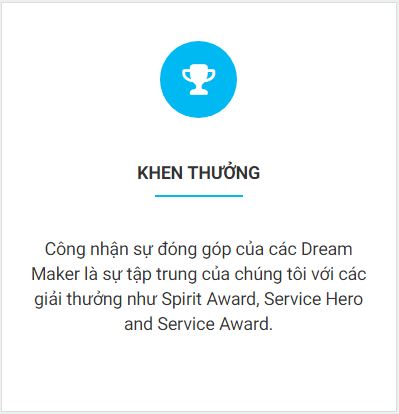 KHEN THƯỞNG
Công nhận sự đóng góp của các Dream
Maker là sự tập trung của chúng tôi với các
giải thưởng như Spirit Award, Service Hero
and Service Award.